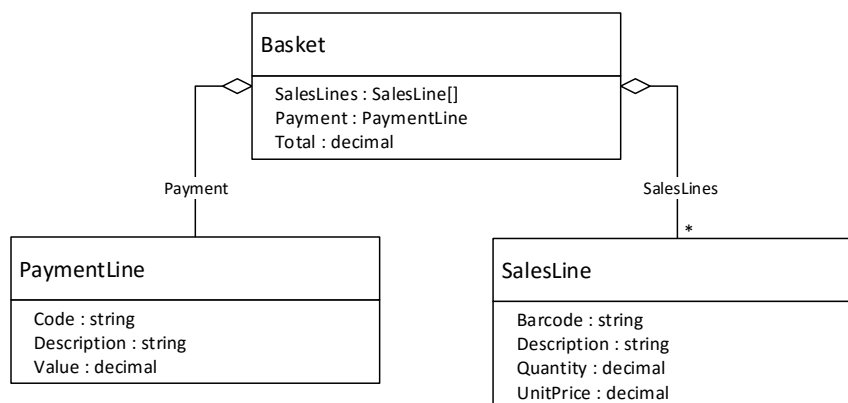 Basket
SalesLines : SalesLine[]
Payment : PaymentLine
Total : decimal
Payment
SalesLines
*
PaymentLine
Code : string
Description : string
Value : decimal
SalesLine
Barcode : string
Description : string
Quantity : decimal
UnitPrice : decimal